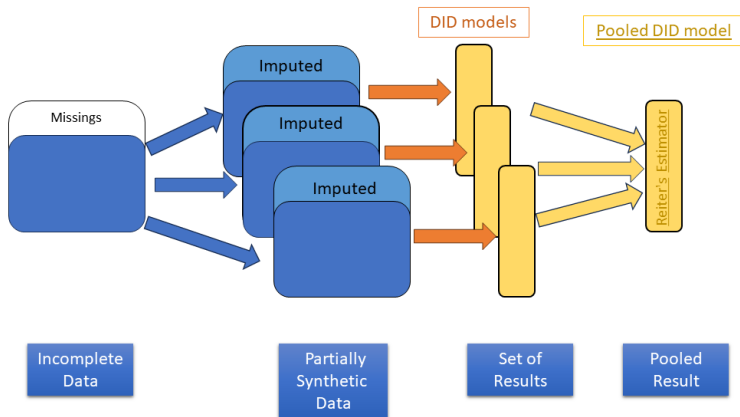 DID models
Pooled DID model
Imputed
Missings
Imputed
Imputed
Reiter's Estimator
Incomplete
Data
Partially
Synthetic
Data
Set of
Results
Pooled
Result